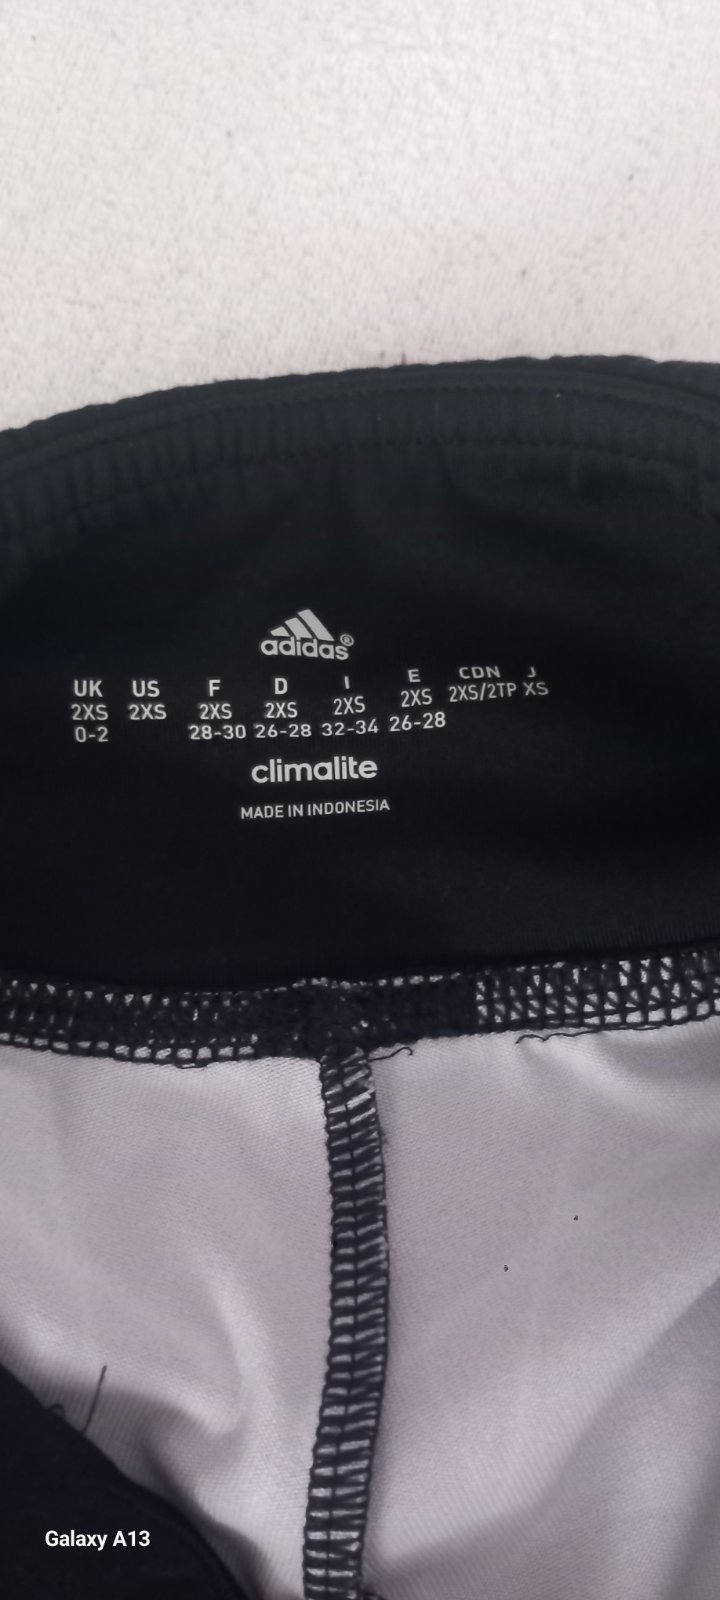 adidas®
UK US F D I E CDN J
2XS 2XS 2XS 2XS 2XS 2XS 2XS/2TP XS
0-2 28-30 26-28 32-34 26-28
climalite
MADE IN INDONESIA
Galaxy A13